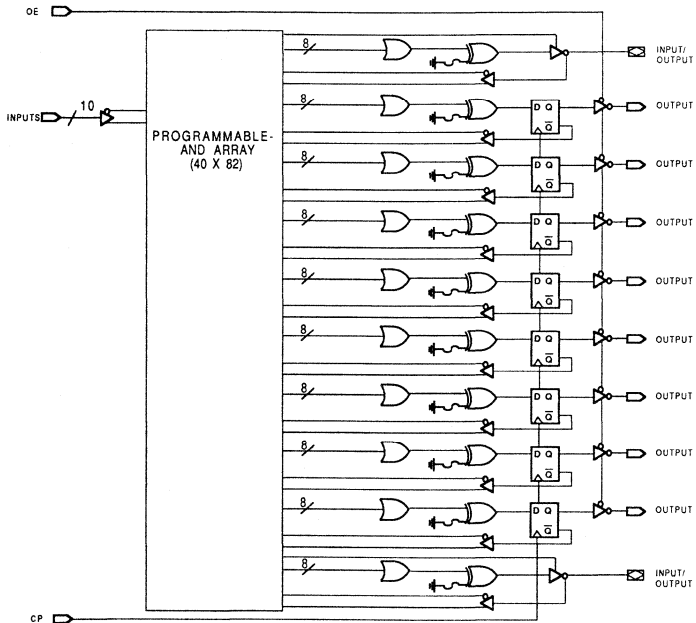 OE
8
INPUT/
OUTPUT
INPUTS
10
PROGRAMMABLE-
AND ARRAY
(40 X 82)
8
D Q
Q̅
OUTPUT
8
D Q
Q̅
OUTPUT
8
D Q
Q̅
OUTPUT
8
D Q
Q̅
OUTPUT
8
D Q
Q̅
OUTPUT
8
D Q
Q̅
OUTPUT
8
D Q
Q̅
OUTPUT
8
D Q
Q̅
OUTPUT
8
INPUT/
OUTPUT
CP